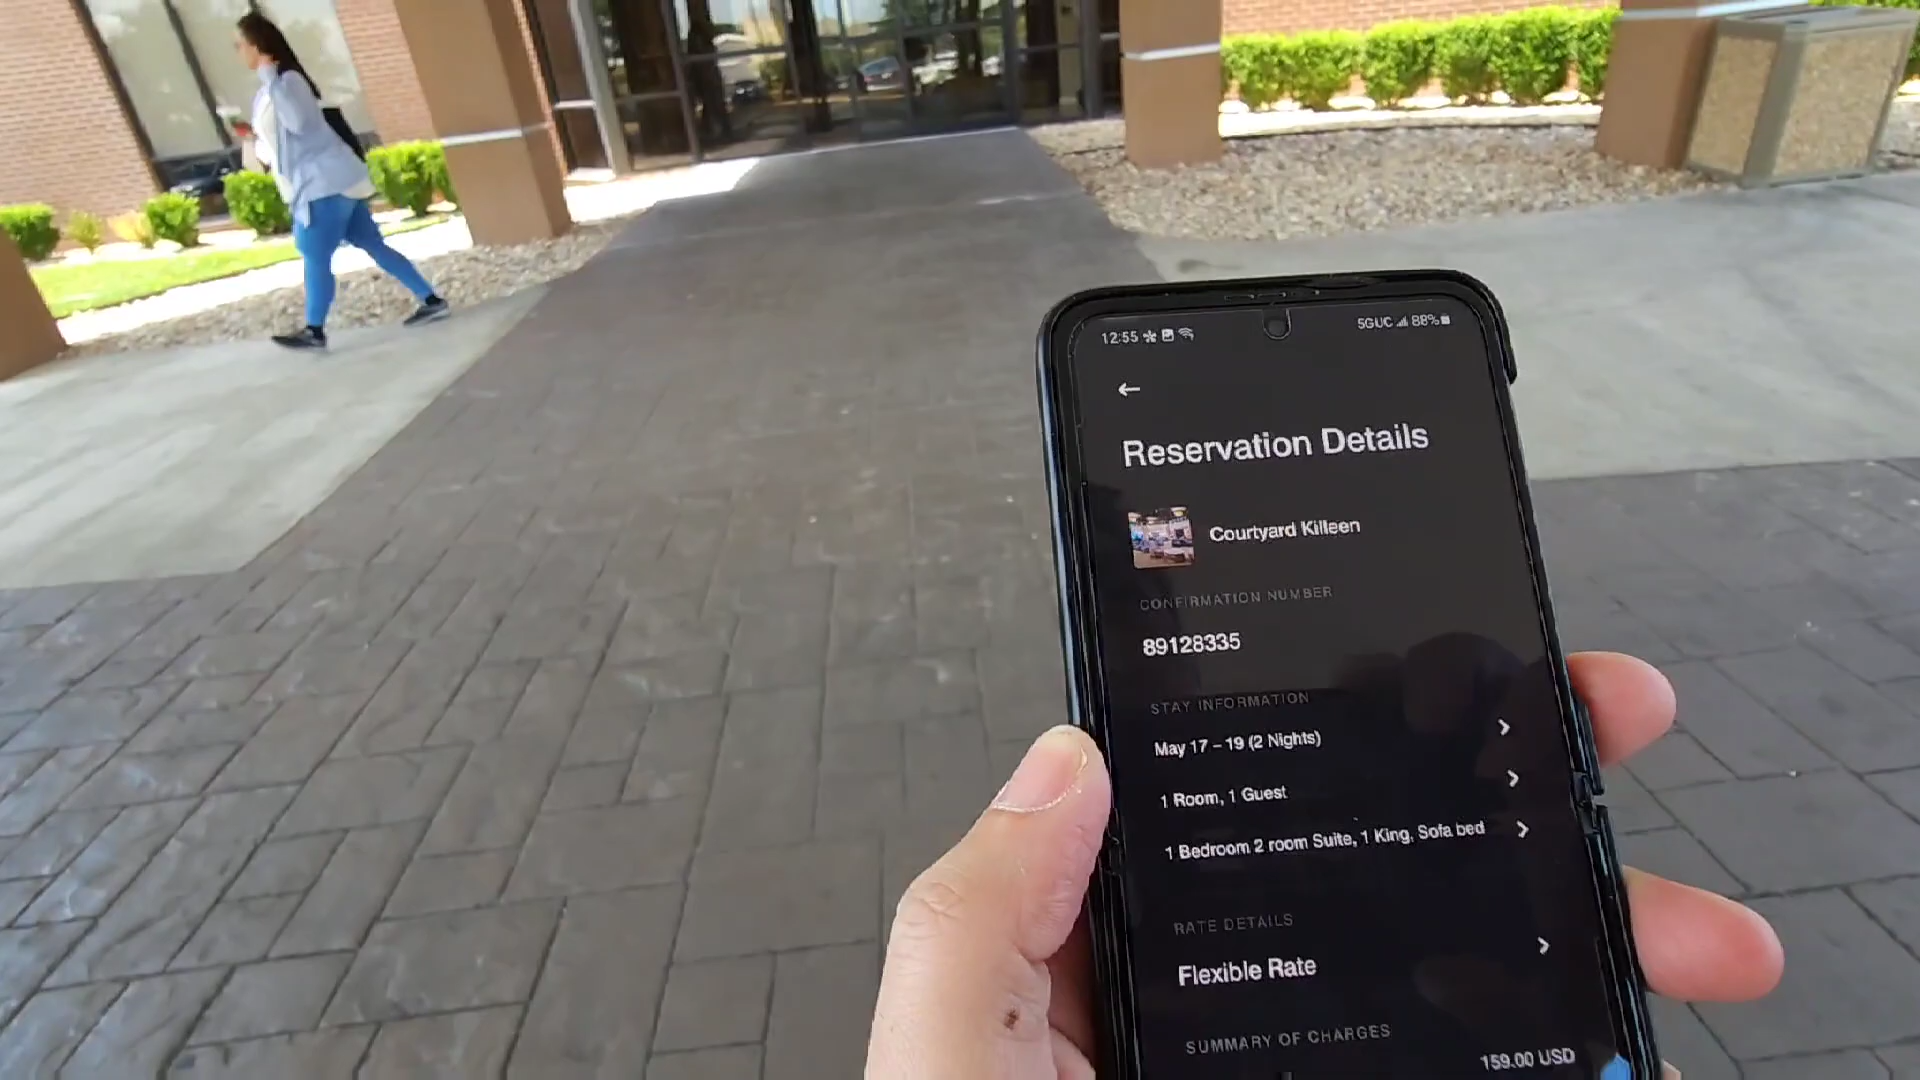 12:55 5GUC 88%
Reservation Details
Courtyard Killeen
CONFIRMATION NUMBER
89128335
STAY INFORMATION
May 17 – 19 (2 Nights)
1 Room, 1 Guest
1 Bedroom 2 room Suite, 1 King, Sofa bed
RATE DETAILS
Flexible Rate
SUMMARY OF CHARGES
159.00 USD